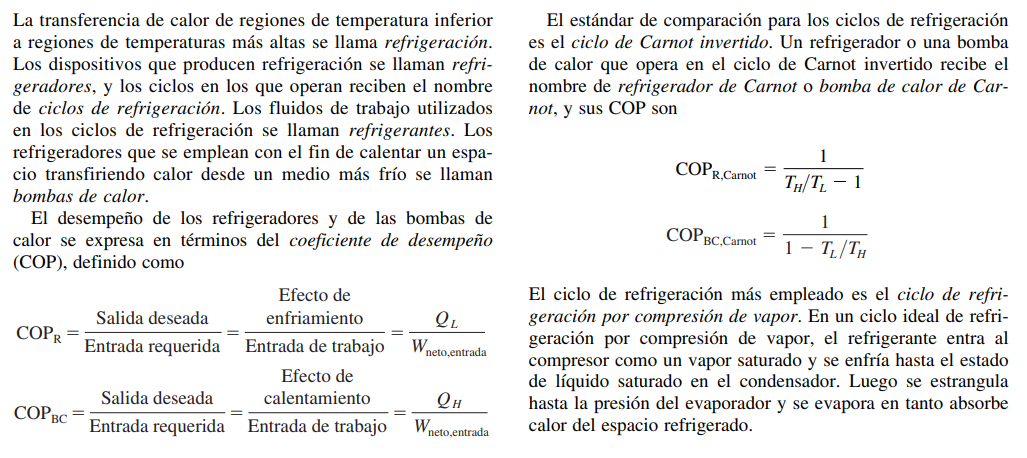 La transferencia de calor de regiones de temperatura inferior
a regiones de temperaturas más altas se llama refrigeración.
Los dispositivos que producen refrigeración se llaman refri-
geradores, y los ciclos en los que operan reciben el nombre
de ciclos de refrigeración. Los fluidos de trabajo utilizados
en los ciclos de refrigeración se llaman refrigerantes. Los
refrigeradores que se emplean con el fin de calentar un espa-
cio transfiriendo calor desde un medio más frío se llaman
bombas de calor.
El desempeño de los refrigeradores y de las bombas de
calor se expresa en términos del coeficiente de desempeño
(COP), definido como
COP_R = Salida deseada / Entrada requerida = Efecto de enfriamiento / Entrada de trabajo = Q_L / W_neto,entrada
COP_BC = Salida deseada / Entrada requerida = Efecto de calentamiento / Entrada de trabajo = Q_H / W_neto,entrada
El estándar de comparación para los ciclos de refrigeración
es el ciclo de Carnot invertido. Un refrigerador o una bomba
de calor que opera en el ciclo de Carnot invertido recibe el
nombre de refrigerador de Carnot o bomba de calor de Car-
not, y sus COP son
COP_R,Carnot = 1 / (T_H/T_L − 1)
COP_BC,Carnot = 1 / (1 − T_L/T_H)
El ciclo de refrigeración más empleado es el ciclo de refri-
geración por compresión de vapor. En un ciclo ideal de refri-
geración por compresión de vapor, el refrigerante entra al
compresor como un vapor saturado y se enfría hasta el estado
de líquido saturado en el condensador. Luego se estrangula
hasta la presión del evaporador y se evapora en tanto absorbe
calor del espacio refrigerado.